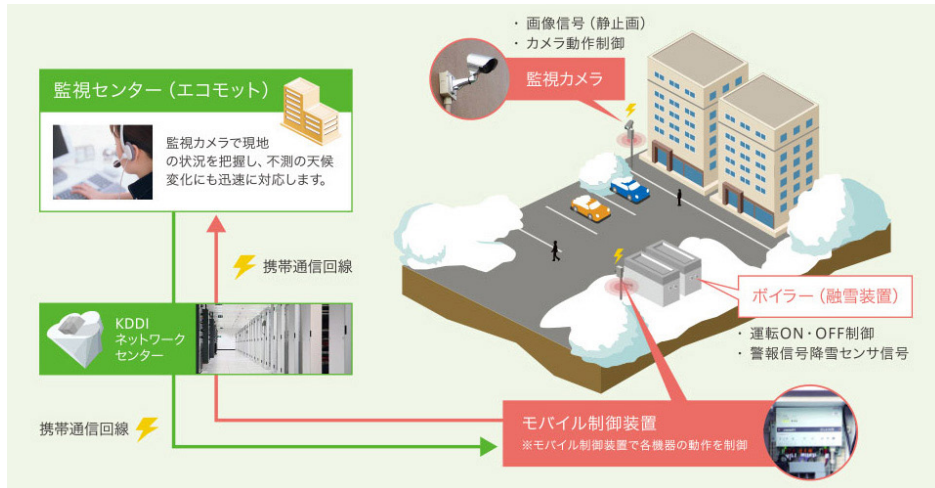 ・画像信号（静止画）
・カメラ動作制御
監視カメラ
監視センター（エコモット）
監視カメラで現地
の状況を把握し、不測の天候
変化にも迅速に対応します。
携帯通信回線
KDDI
ネットワーク
センター
携帯通信回線
ボイラー（融雪装置）
・運転ON・OFF制御
・警報信号降雪センサ信号
モバイル制御装置
※モバイル制御装置で各機器の動作を制御